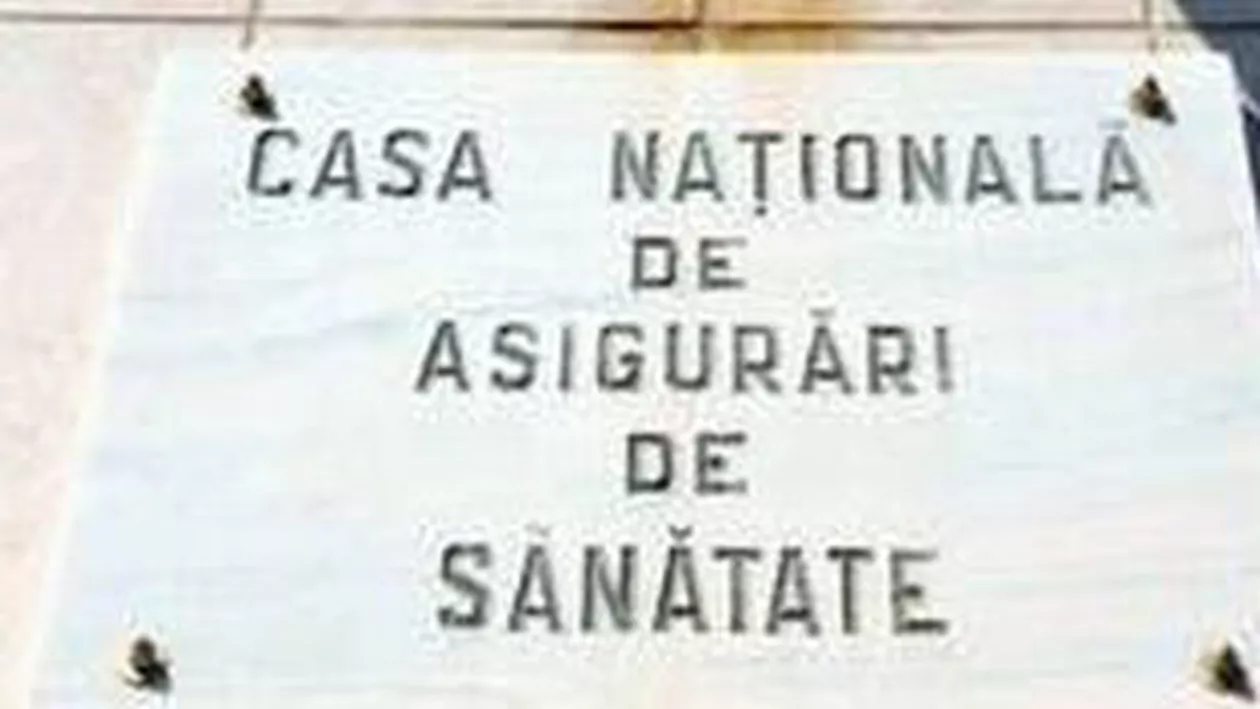 CASA NAȚIONALĂ
DE
ASIGURĂRI
DE
SĂNĂTATE